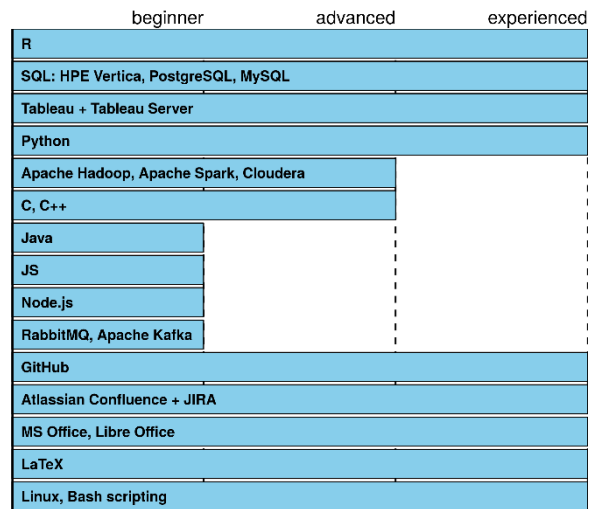 beginner advanced experienced
R
SQL: HPE Vertica, PostgreSQL, MySQL
Tableau + Tableau Server
Python
Apache Hadoop, Apache Spark, Cloudera
C, C++
Java
JS
Node.js
RabbitMQ, Apache Kafka
GitHub
Atlassian Confluence + JIRA
MS Office, Libre Office
LaTeX
Linux, Bash scripting